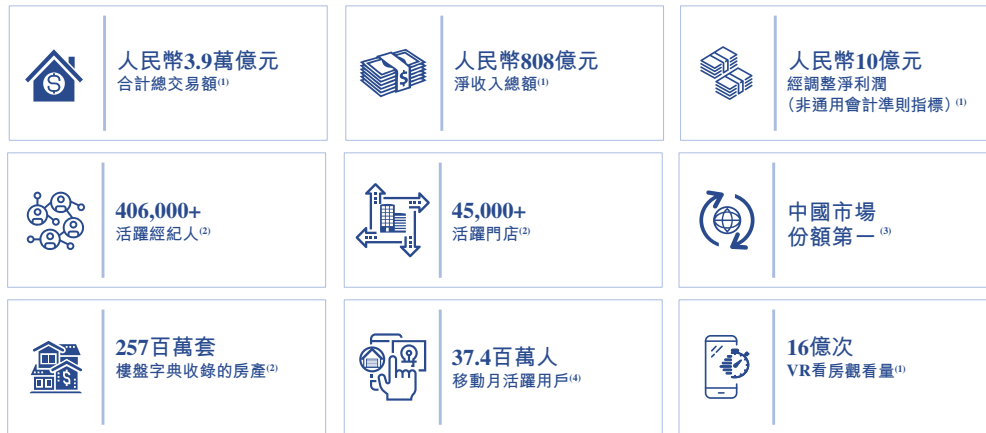 人民幣3.9萬億元
合計總交易額(1)
人民幣808億元
淨收入總額(1)
人民幣10億元
經調整淨利潤
（非通用會計準則指標）(1)
406,000+
活躍經紀人(2)
45,000+
活躍門店(2)
中國市場
份額第一(3)
257百萬套
樓盤字典收錄的房產(2)
37.4百萬人
移動月活躍用戶(4)
16億次
VR看房觀看量(1)